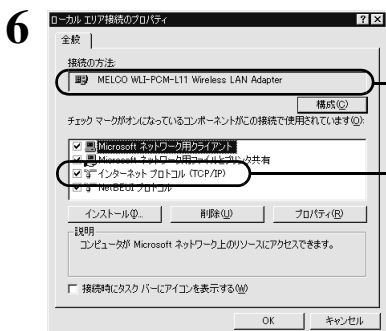 6
ローカル エリア接続のプロパティ
全般
接続の方法:
MELCO WLI-PCM-L11 Wireless LAN Adapter
構成(C)
チェック マークがオンになっているコンポーネントがこの接続で使用されています(O):
Microsoft ネットワーク用クライアント
Microsoft ネットワーク用ファイルとプリンタ共有
インターネット プロトコル (TCP/IP)
NetBEUI プロトコル
インストール(I)... 削除(U) プロパティ(R)
説明
コンピュータが Microsoft ネットワーク上のリソースにアクセスできます。
接続時にタスク バーにアイコンを表示する(W)
OK キャンセル